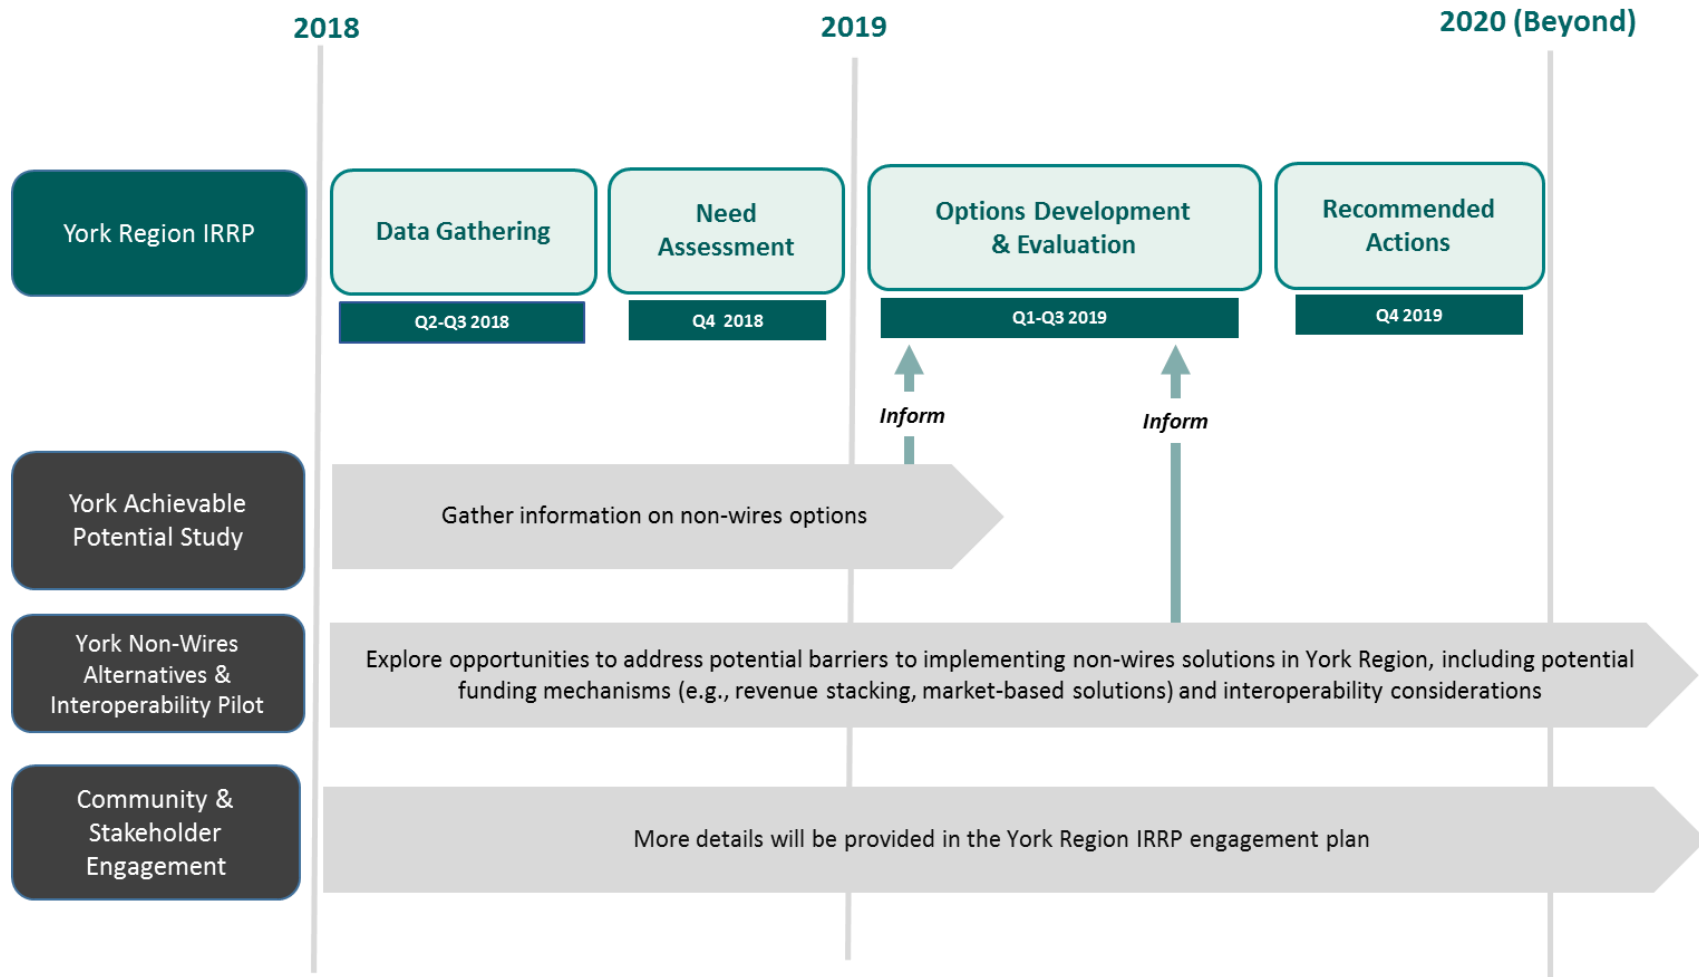 2018
2019
2020 (Beyond)
York Region IRRP
Data Gathering
Need
Assessment
Options Development
& Evaluation
Recommended
Actions
Q2-Q3 2018
Q4 2018
Q1-Q3 2019
Q4 2019
Inform
Inform
York Achievable
Potential Study
Gather information on non-wires options
York Non-Wires
Alternatives &
Interoperability Pilot
Explore opportunities to address potential barriers to implementing non-wires solutions in York Region, including potential
funding mechanisms (e.g., revenue stacking, market-based solutions) and interoperability considerations
Community &
Stakeholder
Engagement
More details will be provided in the York Region IRRP engagement plan